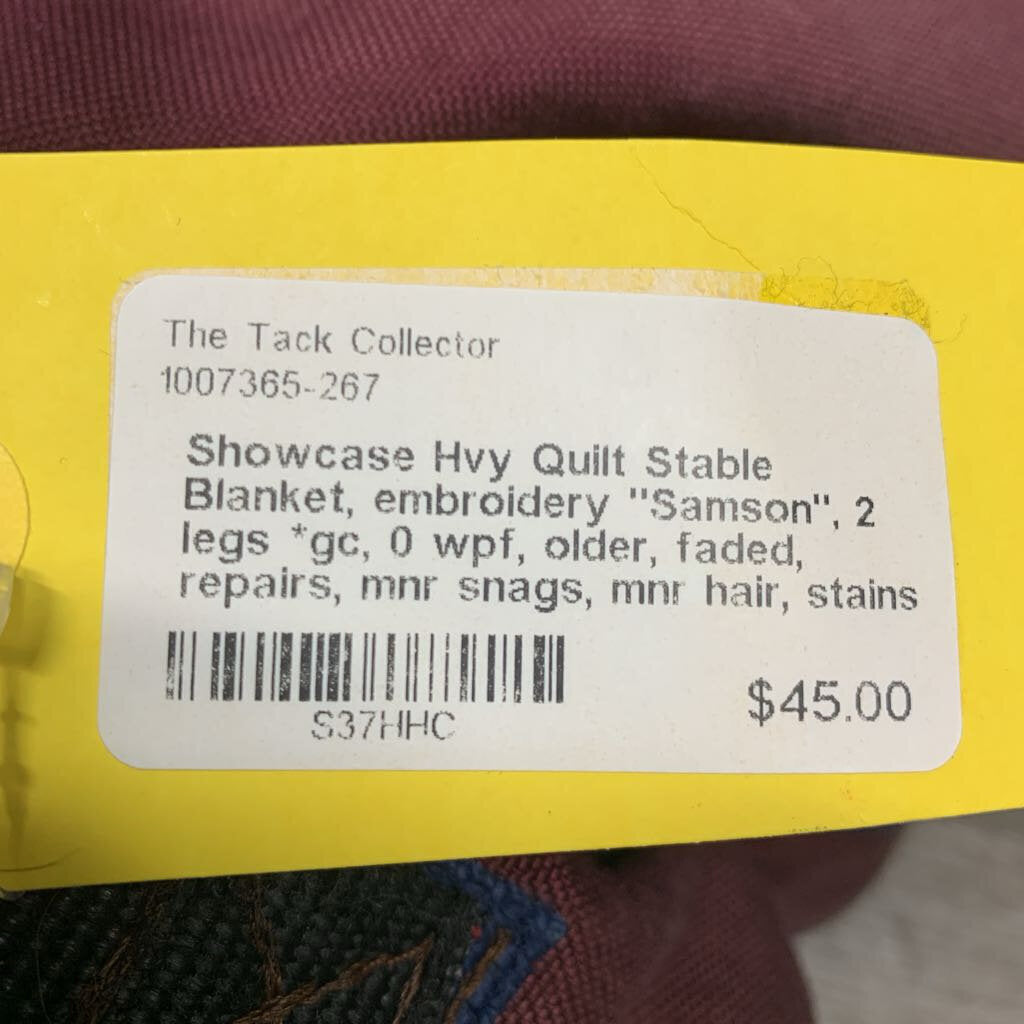 The Tack Collector
1007365-267
Showcase Hvy Quilt Stable
Blanket, embroidery "Samson", 2
legs *gc, 0 wpf, older, faded,
repairs, mnr snags, mnr hair, stains
S37HHC
$45.00